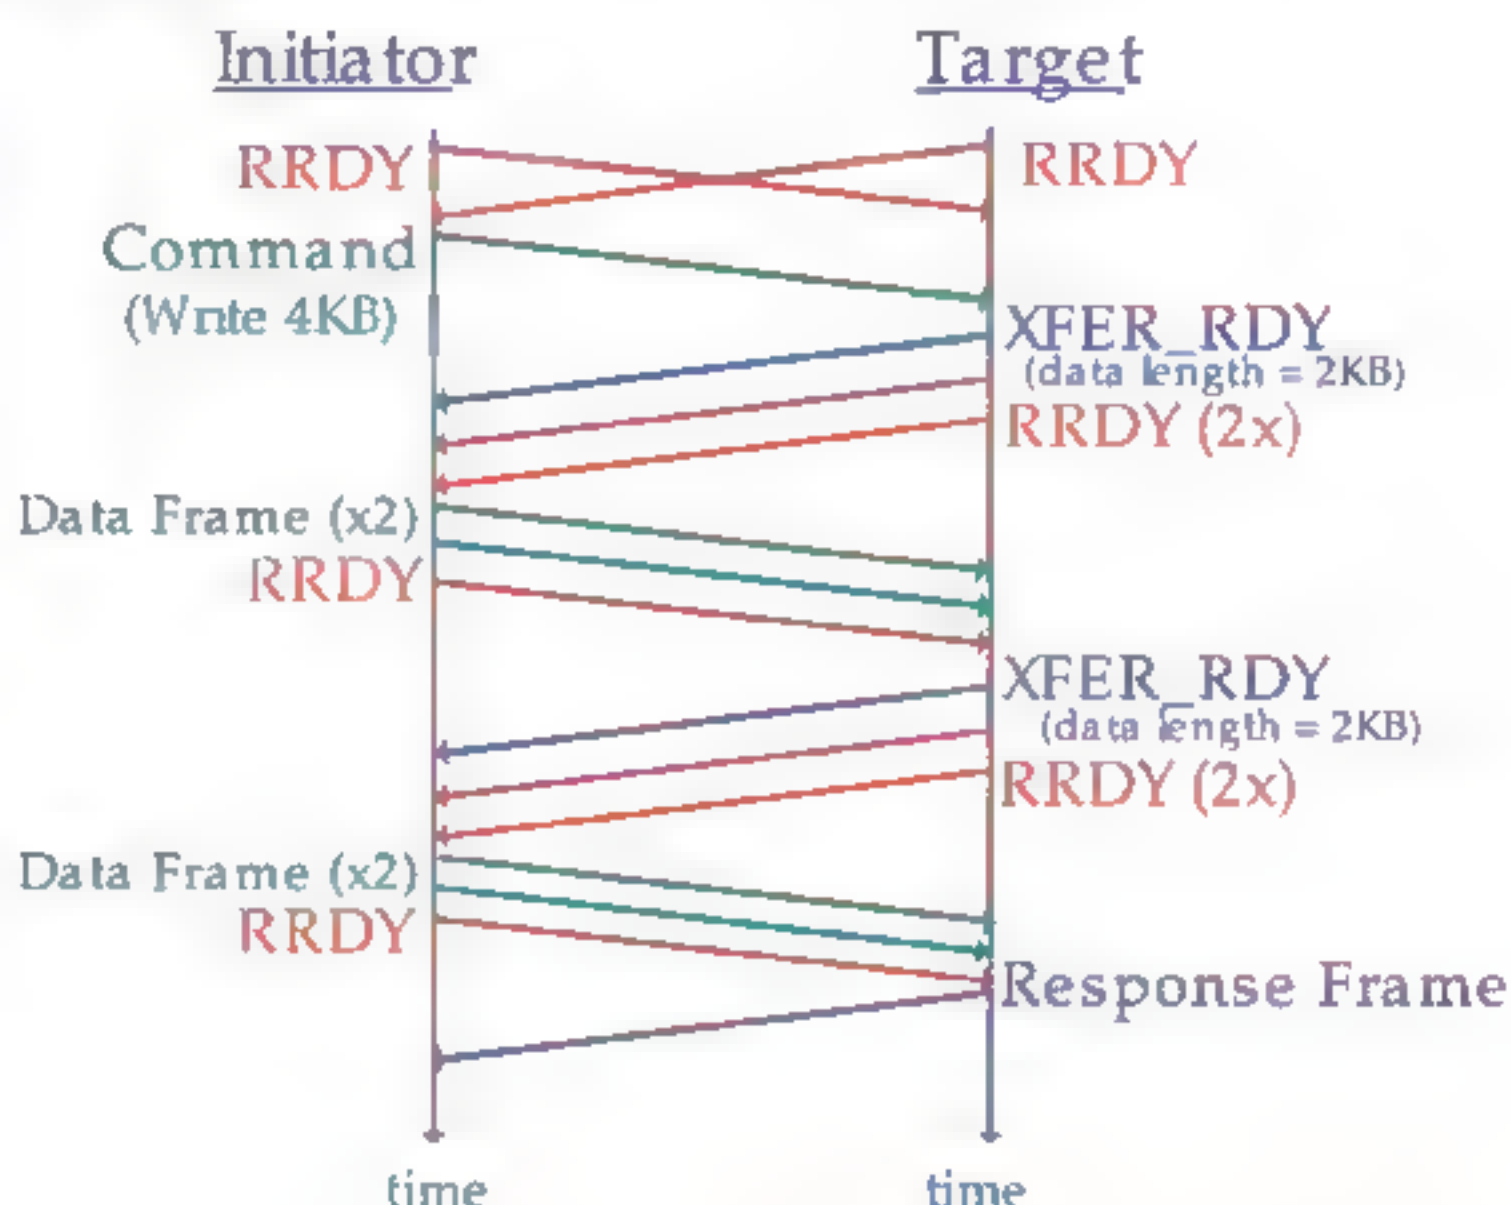 Initiator
Target
RRDY
RRDY
Command
(Write 4KB)
XFER_RDY
(data length = 2KB)
RRDY (2x)
Data Frame (x2)
RRDY
XFER_RDY
(data length = 2KB)
RRDY (2x)
Data Frame (x2)
RRDY
Response Frame
time
time